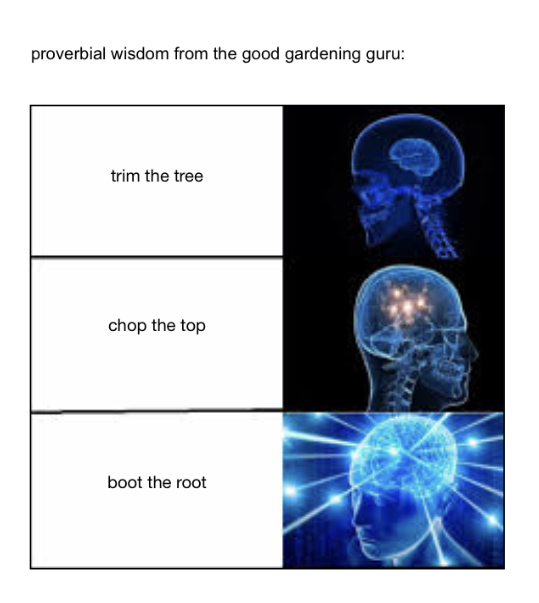 proverbial wisdom from the good gardening guru:
trim the tree
chop the top
boot the root